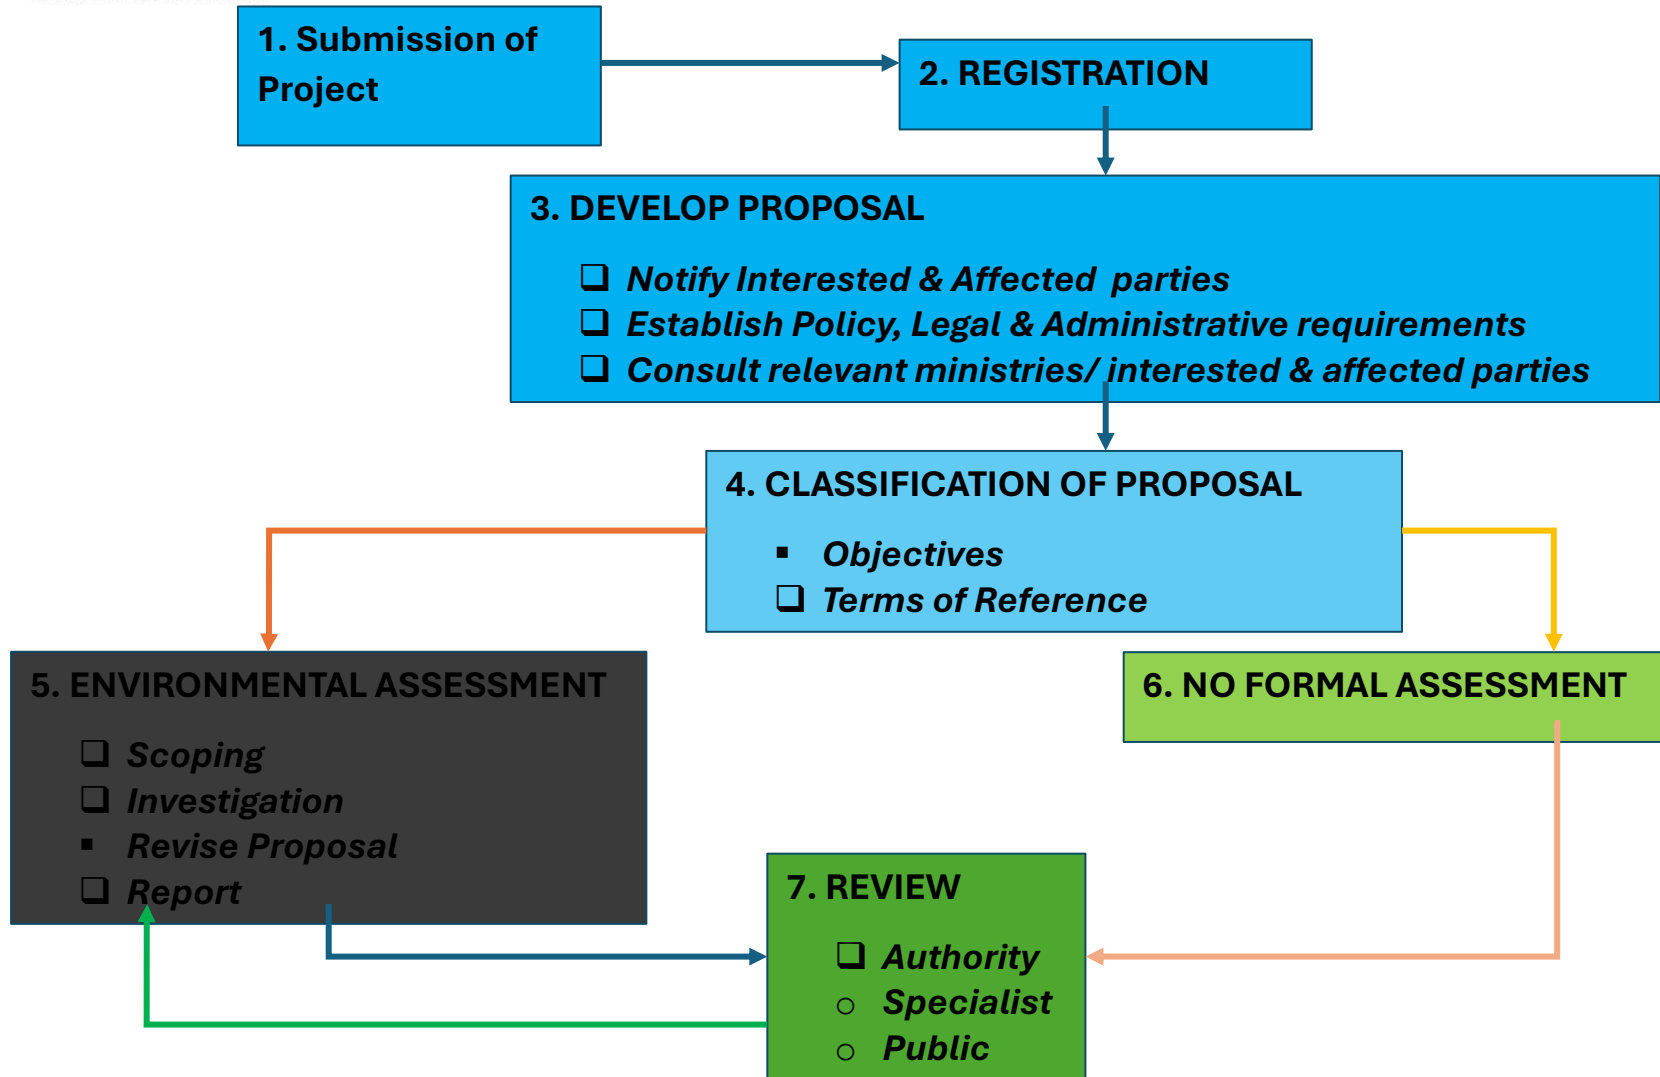 1. Submission of
Project
2. REGISTRATION
3. DEVELOP PROPOSAL
❑ Notify Interested & Affected parties
❑ Establish Policy, Legal & Administrative requirements
❑ Consult relevant ministries/ interested & affected parties
4. CLASSIFICATION OF PROPOSAL
▪ Objectives
❑ Terms of Reference
5. ENVIRONMENTAL ASSESSMENT
❑ Scoping
❑ Investigation
▪ Revise Proposal
❑ Report
6. NO FORMAL ASSESSMENT
7. REVIEW
❑ Authority
o Specialist
o Public